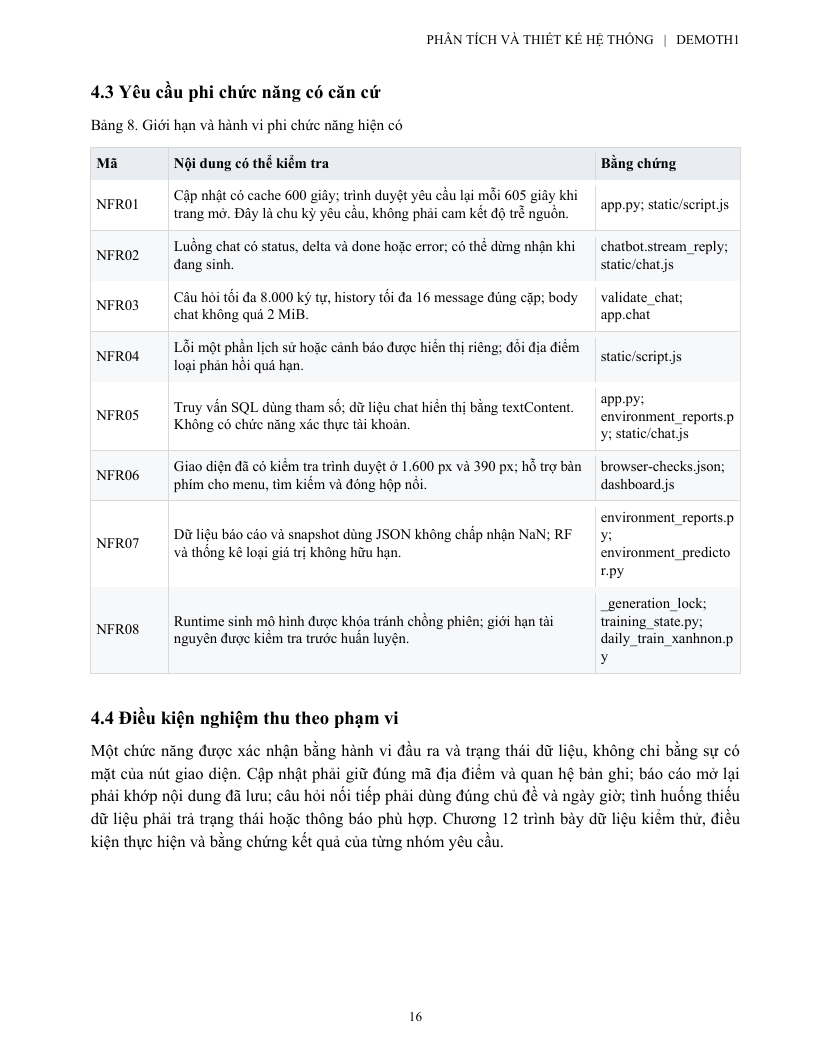 PHÂN TÍCH VÀ THIẾT KẾ HỆ THỐNG | DEMOTH1
4.3 Yêu cầu phi chức năng có căn cứ
Bảng 8. Giới hạn và hành vi phi chức năng hiện có
Mã Nội dung có thể kiểm tra Bằng chứng
NFR01
Cập nhật có cache 600 giây; trình duyệt yêu cầu lại mỗi 605 giây khi
trang mở. Đây là chu kỳ yêu cầu, không phải cam kết độ trễ nguồn.
app.py; static/script.js
NFR02
Luồng chat có status, delta và done hoặc error; có thể dừng nhận khi
đang sinh.
chatbot.stream_reply;
static/chat.js
NFR03
Câu hỏi tối đa 8.000 ký tự, history tối đa 16 message đúng cặp; body
chat không quá 2 MiB.
validate_chat;
app.chat
NFR04
Lỗi một phần lịch sử hoặc cảnh báo được hiển thị riêng; đổi địa điểm
loại phản hồi quá hạn.
static/script.js
NFR05
Truy vấn SQL dùng tham số; dữ liệu chat hiển thị bằng textContent.
Không có chức năng xác thực tài khoản.
app.py;
environment_reports.p
y; static/chat.js
NFR06
Giao diện đã có kiểm tra trình duyệt ở 1.600 px và 390 px; hỗ trợ bàn
phím cho menu, tìm kiếm và đóng hộp nổi.
browser-checks.json;
dashboard.js
NFR07
Dữ liệu báo cáo và snapshot dùng JSON không chấp nhận NaN; RF
và thống kê loại giá trị không hữu hạn.
environment_reports.p
y;
environment_predicto
r.py
NFR08
Runtime sinh mô hình được khóa tránh chồng phiên; giới hạn tài
nguyên được kiểm tra trước huấn luyện.
_generation_lock;
training_state.py;
daily_train_xanhnon.p
y
4.4 Điều kiện nghiệm thu theo phạm vi
Một chức năng được xác nhận bằng hành vi đầu ra và trạng thái dữ liệu, không chỉ bằng sự có
mặt của nút giao diện. Cập nhật phải giữ đúng mã địa điểm và quan hệ bản ghi; báo cáo mở lại
phải khớp nội dung đã lưu; câu hỏi nối tiếp phải dùng đúng chủ đề và ngày giờ; tình huống thiếu
dữ liệu phải trả trạng thái hoặc thông báo phù hợp. Chương 12 trình bày dữ liệu kiểm thử, điều
kiện thực hiện và bằng chứng kết quả của từng nhóm yêu cầu.
16